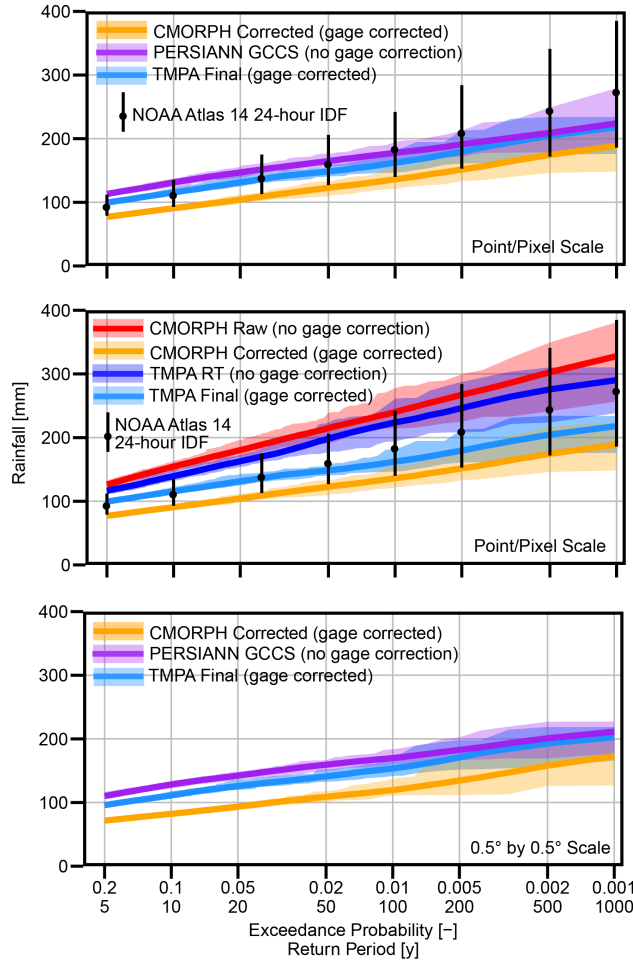 400
CMORPH Corrected (gage corrected)
PERSIANN GCCS (no gage correction)
TMPA Final (gage corrected)
300
NOAA Atlas 14 24-hour IDF
200
100
Point/Pixel Scale
0
400
CMORPH Raw (no gage correction)
CMORPH Corrected (gage corrected)
TMPA RT (no gage correction)
300
TMPA Final (gage corrected)
NOAA Atlas 14
24-hour IDF
200
100
Point/Pixel Scale
0
Rainfall [mm]
400
CMORPH Corrected (gage corrected)
PERSIANN GCCS (no gage correction)
TMPA Final (gage corrected)
300
200
100
0.5° by 0.5° Scale
0
0.2 0.1 0.05 0.02 0.01 0.005 0.002 0.001
5 10 20 50 100 200 500 1000
Exceedance Probability [−]
Return Period [y]